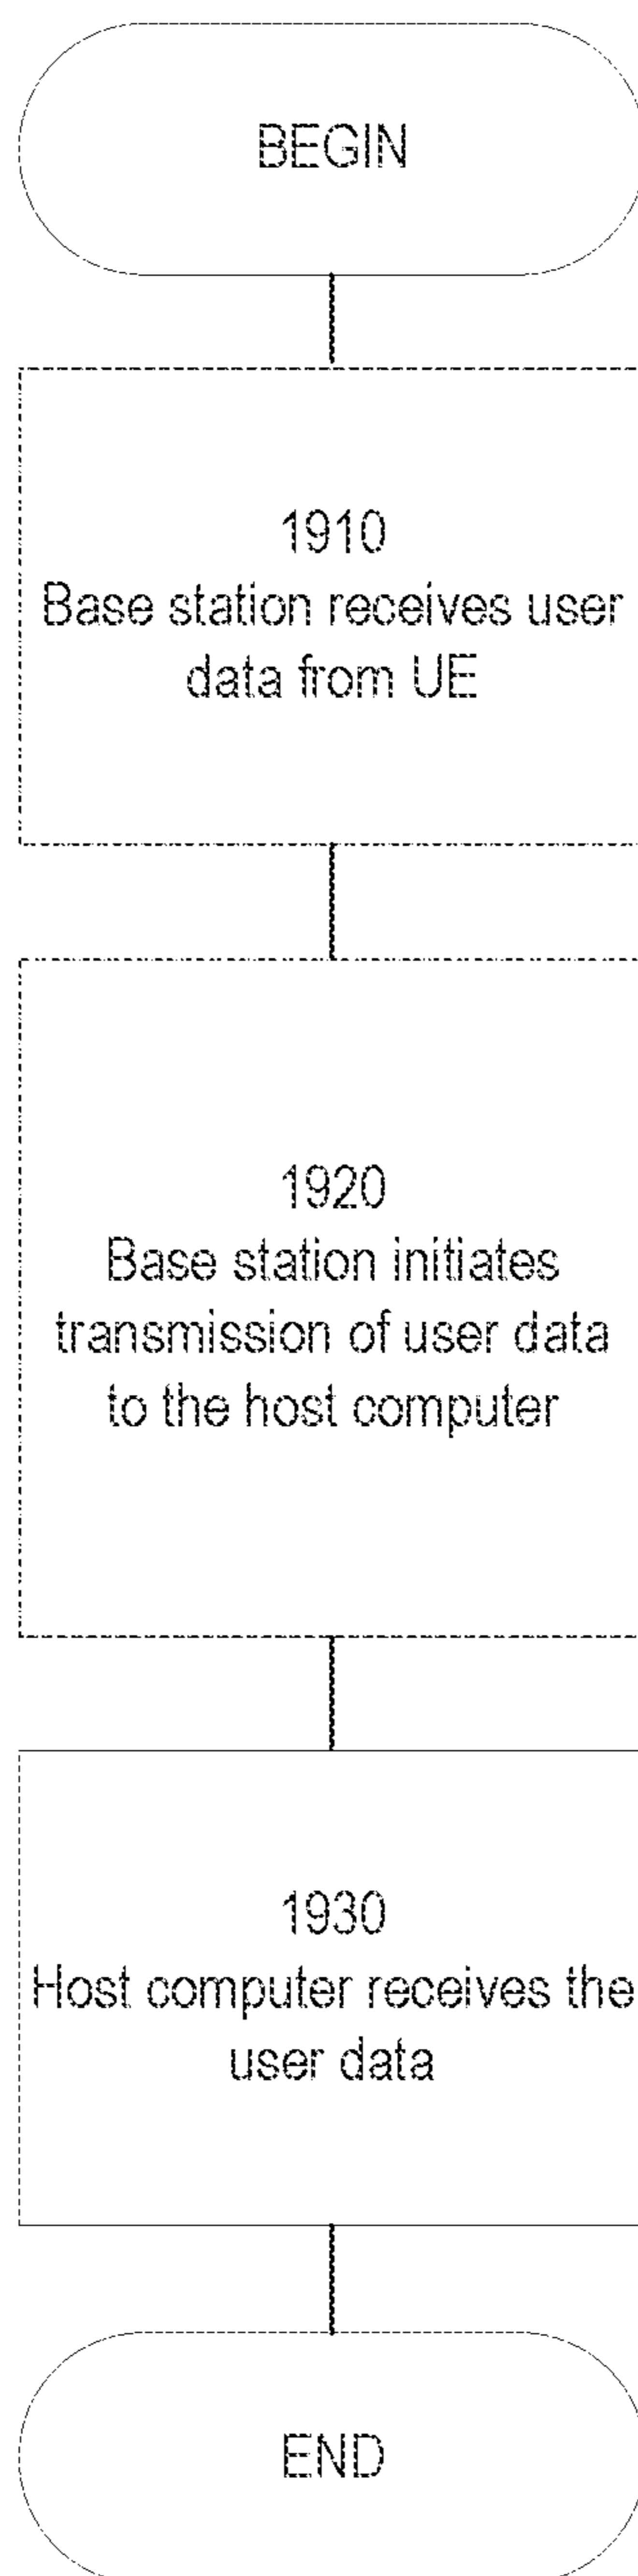 BEGIN
1910
Base station receives user
data from UE
1920
Base station initiates
transmission of user data
to the host computer
1930
Host computer receives the
user data
END